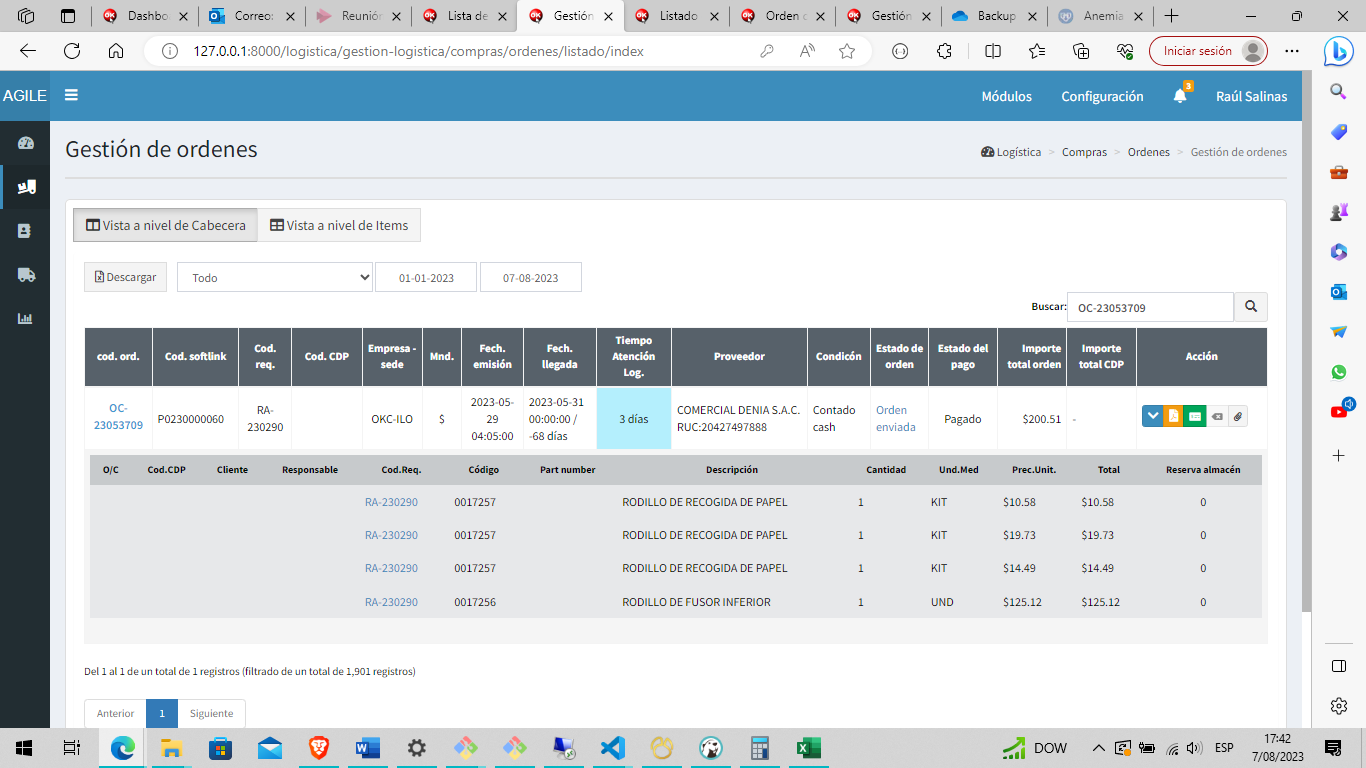 Dashbo
Correo:
Reunión
Lista de
Gestión
Listado
Orden c
Gestión
Backup
Anemia
127.0.0.1:8000/logistica/gestion-logistica/compras/ordenes/listado/index
Iniciar sesión
AGILE
Módulos
Configuración
3
Raúl Salinas
Gestión de ordenes
Logística > Compras > Ordenes > Gestión de ordenes
Vista a nivel de Cabecera
Vista a nivel de Items
Descargar
Todo
01-01-2023
07-08-2023
Buscar: OC-23053709
cod. ord. Cod. softlink Cod. req. Cod. CDP Empresa - sede Mnd. Fech. emisión Fech. llegada Tiempo Atención Log. Proveedor Condicón Estado de orden Estado del pago Importe total orden Importe total CDP Acción
OC-23053709 P0230000060 RA-230290 OKC-ILO $ 2023-05-29 04:05:00 2023-05-31 00:00:00 / -68 días 3 días COMERCIAL DENIA S.A.C. RUC:20427497888 Contado cash Orden enviada Pagado $200.51 -
O/C Cod.CDP Cliente Responsable Cod.Req. Código Part number Descripción Cantidad Und.Med Prec.Unit. Total Reserva almacén
RA-230290 0017257 RODILLO DE RECOGIDA DE PAPEL 1 KIT $10.58 $10.58 0
RA-230290 0017257 RODILLO DE RECOGIDA DE PAPEL 1 KIT $19.73 $19.73 0
RA-230290 0017257 RODILLO DE RECOGIDA DE PAPEL 1 KIT $14.49 $14.49 0
RA-230290 0017256 RODILLO DE FUSOR INFERIOR 1 UND $125.12 $125.12 0
Del 1 al 1 de un total de 1 registros (filtrado de un total de 1,901 registros)
Anterior 1 Siguiente
DOW
ESP
17:42
7/08/2023